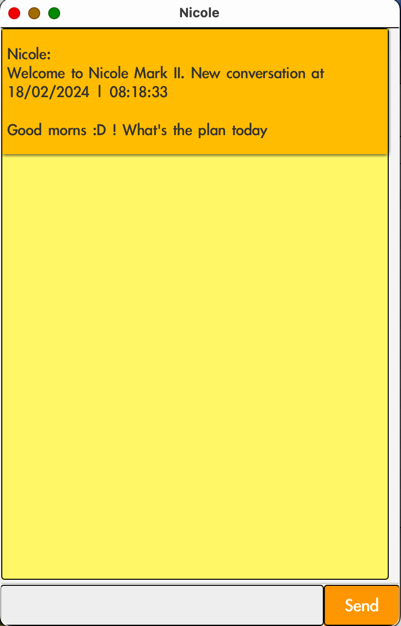 Nicole
Nicole:
Welcome to Nicole Mark II. New conversation at
18/02/2024 | 08:18:33
Good morns :D ! What's the plan today
Send